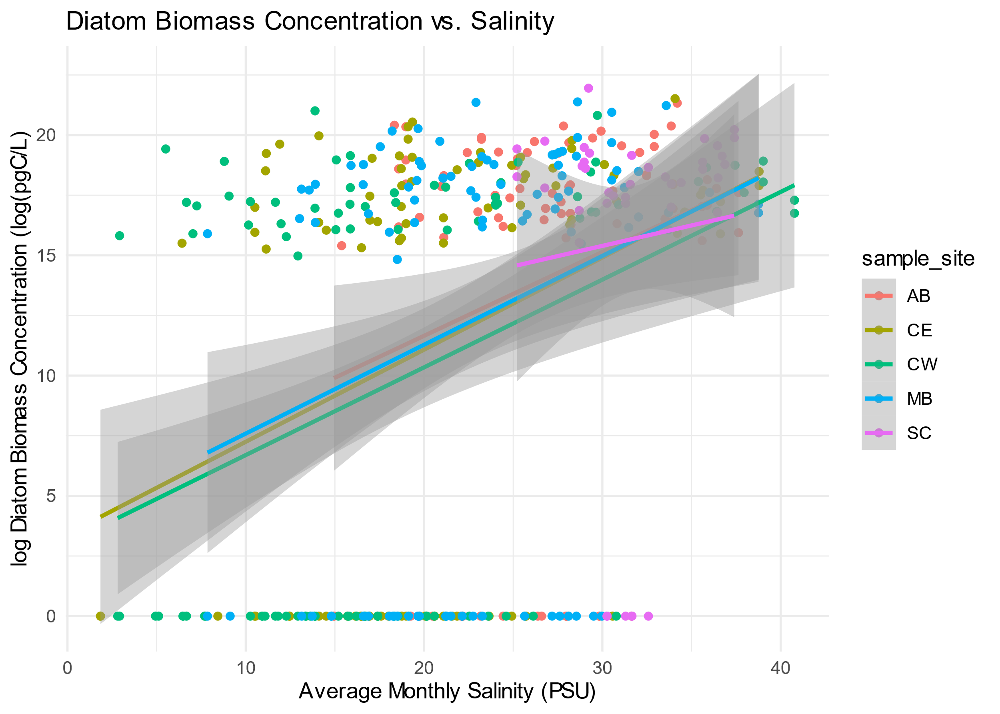 Diatom Biomass Concentration vs. Salinity
log Diatom Biomass Concentration (log(pgC/L)
20
15
10
5
0
0 10 20 30 40
Average Monthly Salinity (PSU)
sample_site
AB
CE
CW
MB
SC